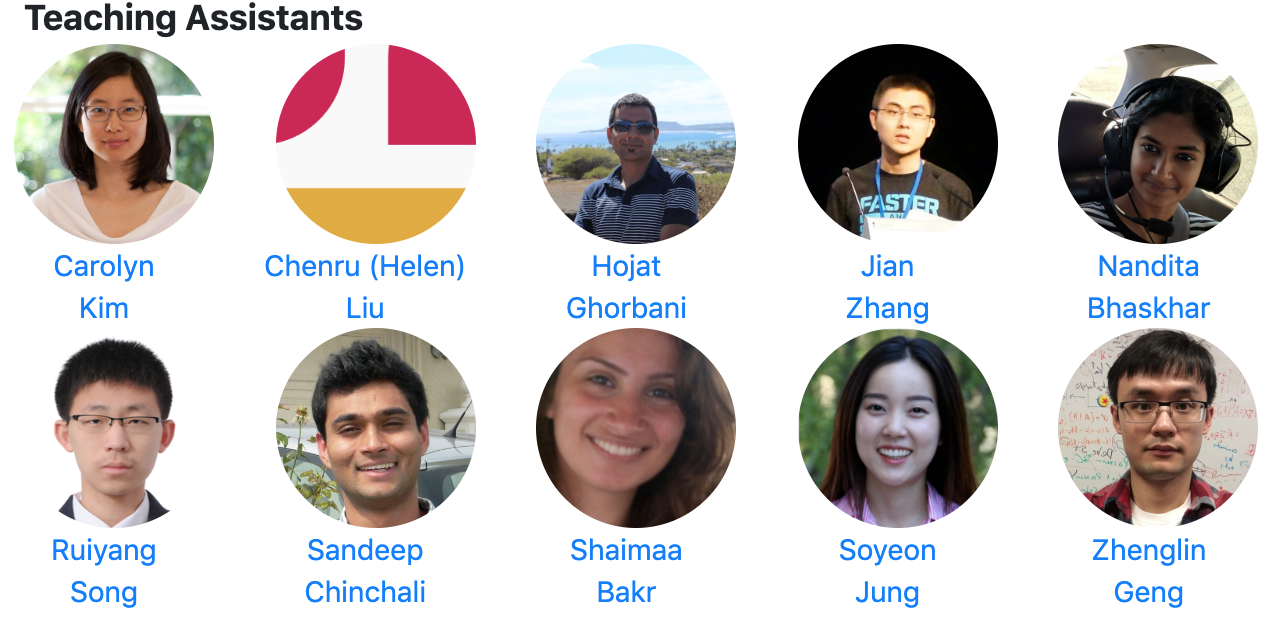 Teaching Assistants
Carolyn
Kim
Chenru (Helen)
Liu
Hojat
Ghorbani
Jian
Zhang
Nandita
Bhaskhar
FASTER
Ruiyang
Song
Sandeep
Chinchali
Shaimaa
Bakr
Soyeon
Jung
Zhenglin
Geng